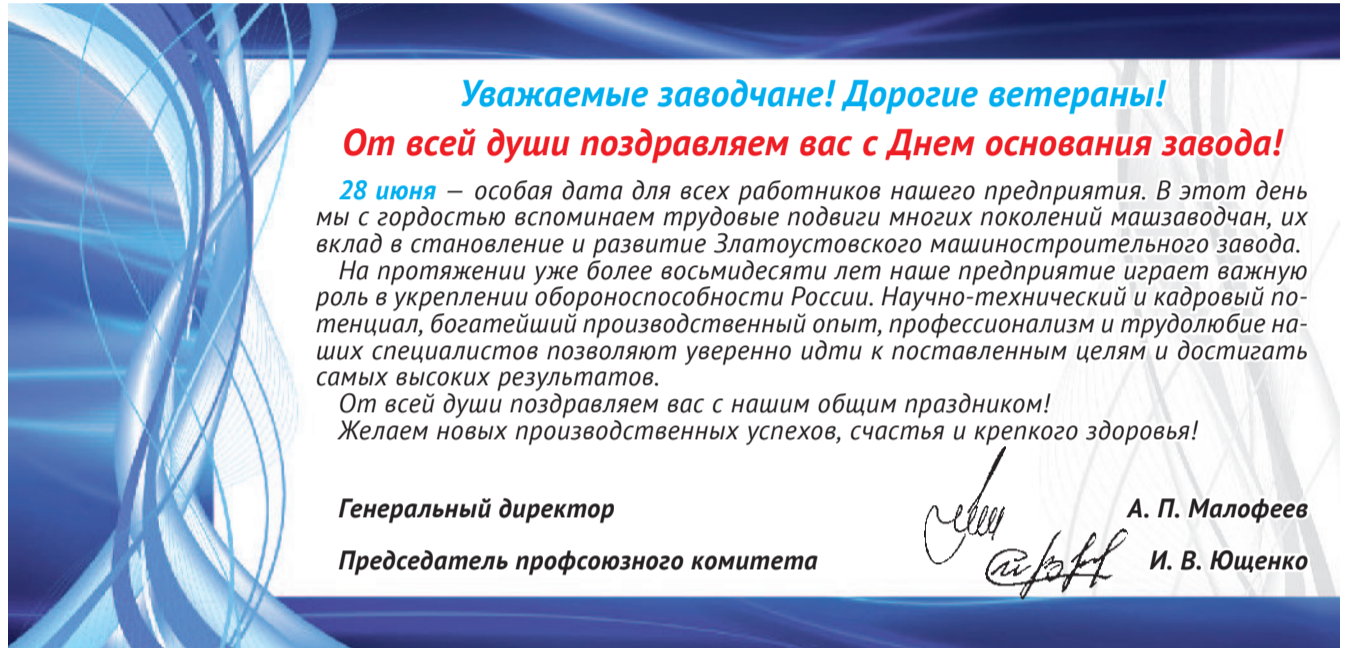 Уважаемые заводчане! Дорогие ветераны!
От всей души поздравляем вас с Днем основания завода!
28 июня — особая дата для всех работников нашего предприятия. В этот день
мы с гордостью вспоминаем трудовые подвиги многих поколений машзаводчан, их
вклад в становление и развитие Златоустовского машиностроительного завода.
На протяжении уже более восьмидесяти лет наше предприятие играет важную
роль в укреплении обороноспособности России. Научно-технический и кадровый по-
тенциал, богатейший производственный опыт, профессионализм и трудолюбие на-
ших специалистов позволяют уверенно идти к поставленным целям и достигать
самых высоких результатов.
От всей души поздравляем вас с нашим общим праздником!
Желаем новых производственных успехов, счастья и крепкого здоровья!
Генеральный директор А. П. Малофеев
Председатель профсоюзного комитета И. В. Ющенко